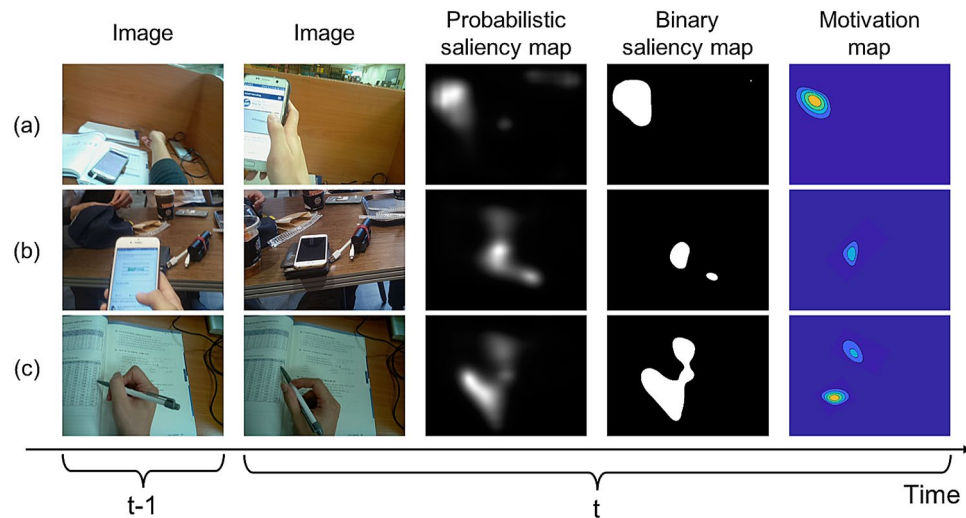 Image
Image
Probabilistic
saliency map
Binary
saliency map
Motivation
map
(a)
(b)
(c)
t-1
t
Time